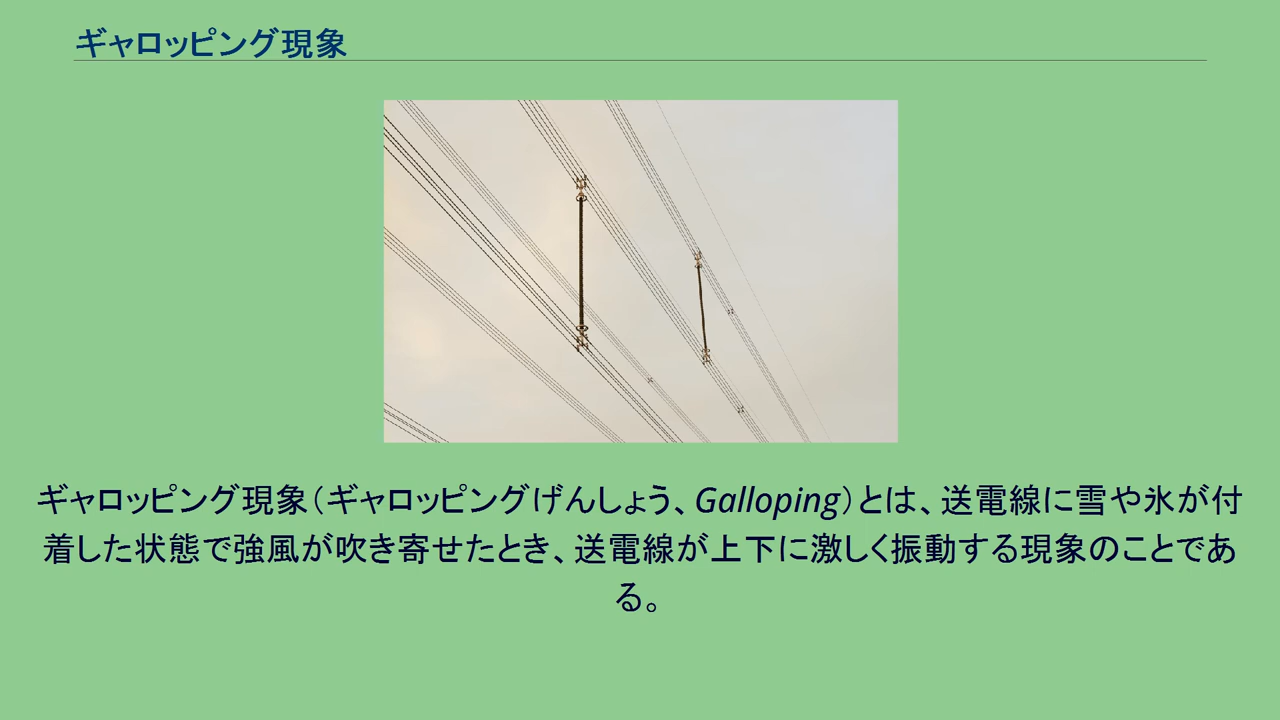 ギャロッピング現象
ギャロッピング現象（ギャロッピングげんしょう、Galloping）とは、送電線に雪や氷が付
着した状態で強風が吹き寄せたとき、送電線が上下に激しく振動する現象のことであ
る。